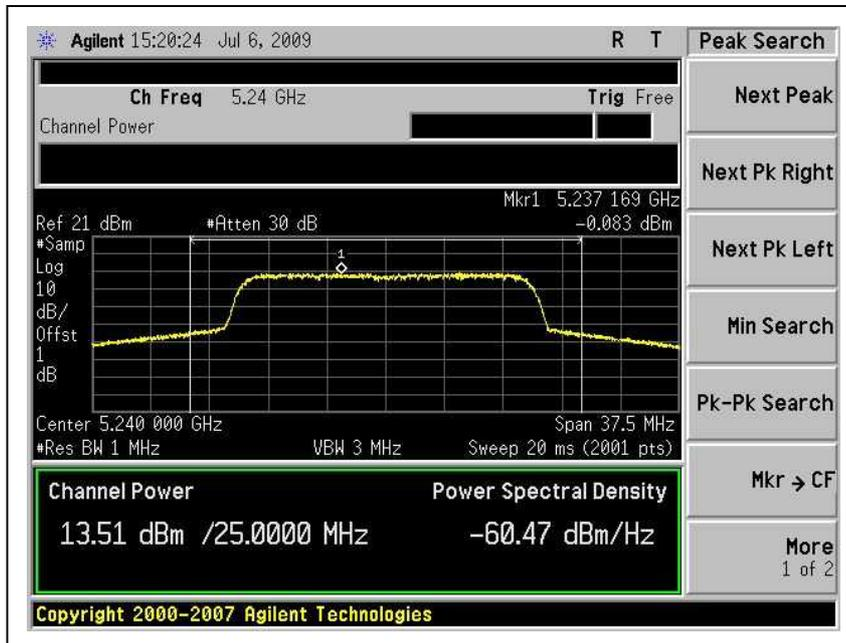 Agilent 15:20:24 Jul 6, 2009 R T
Peak Search
Ch Freq 5.24 GHz Trig Free
Channel Power
Mkr1 5.237 169 GHz
Ref 21 dBm #Atten 30 dB -0.083 dBm
#Samp
Log
10
dB/
Offst
1
dB
1
Center 5.240 000 GHz Span 37.5 MHz
#Res BW 1 MHz VBW 3 MHz Sweep 20 ms (2001 pts)
Channel Power Power Spectral Density
13.51 dBm /25.0000 MHz -60.47 dBm/Hz
Copyright 2000-2007 Agilent Technologies
Next Peak
Next Pk Right
Next Pk Left
Min Search
Pk-Pk Search
Mkr → CF
More
1 of 2